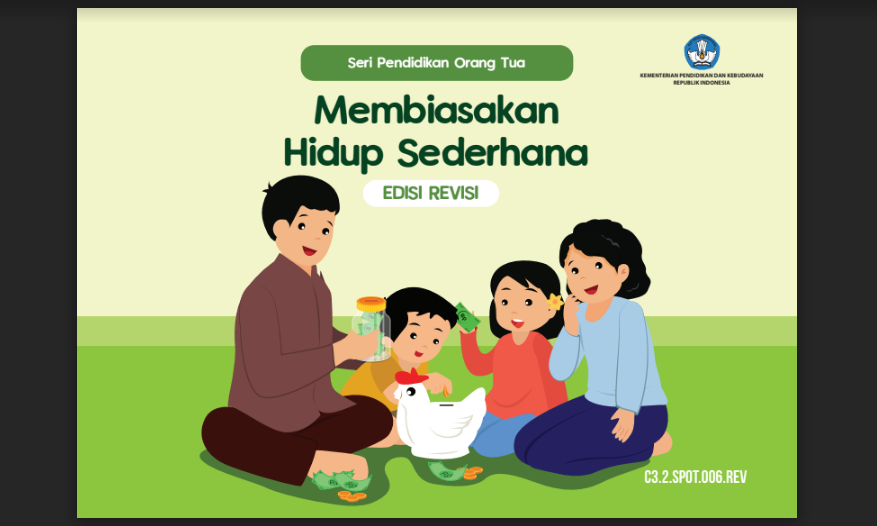 Seri Pendidikan Orang Tua
KEMENTERIAN PENDIDIKAN DAN KEBUDAYAAN
REPUBLIK INDONESIA
Membiasakan
Hidup Sederhana
EDISI REVISI
C3.2.SPOT.006.REV